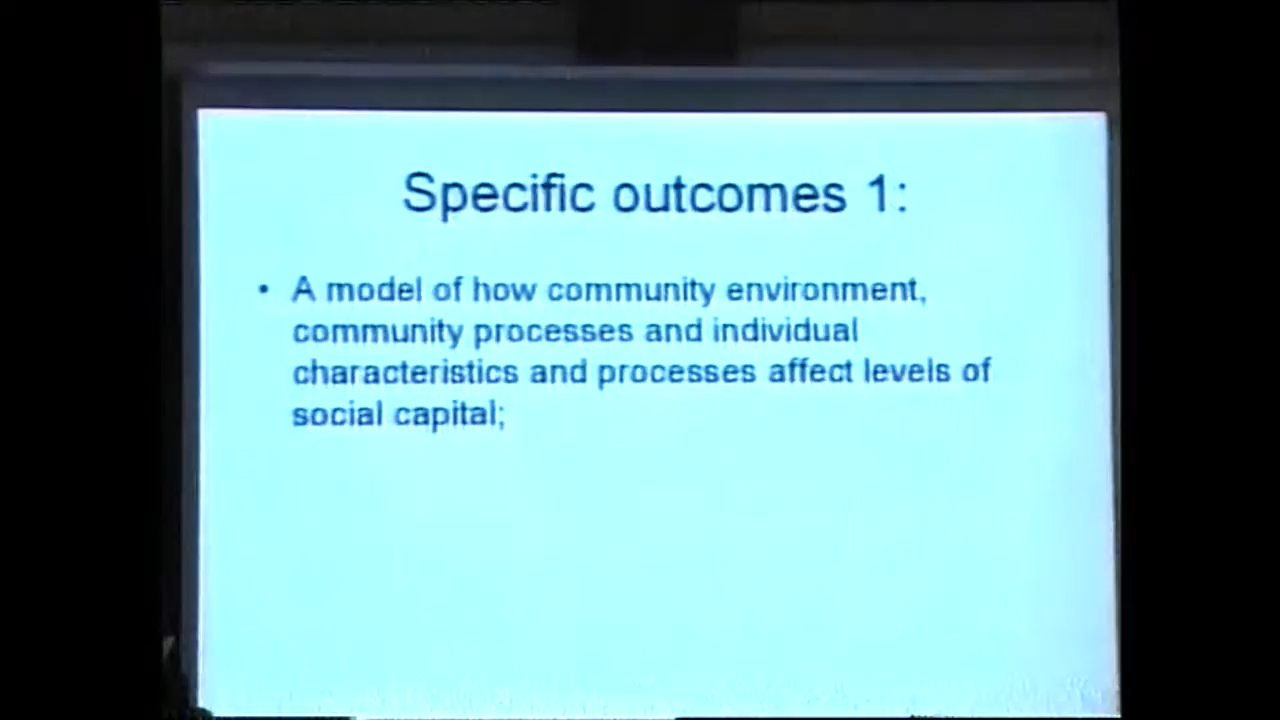 Specific outcomes 1:
• A model of how community environment,
community processes and individual
characteristics and processes affect levels of
social capital;